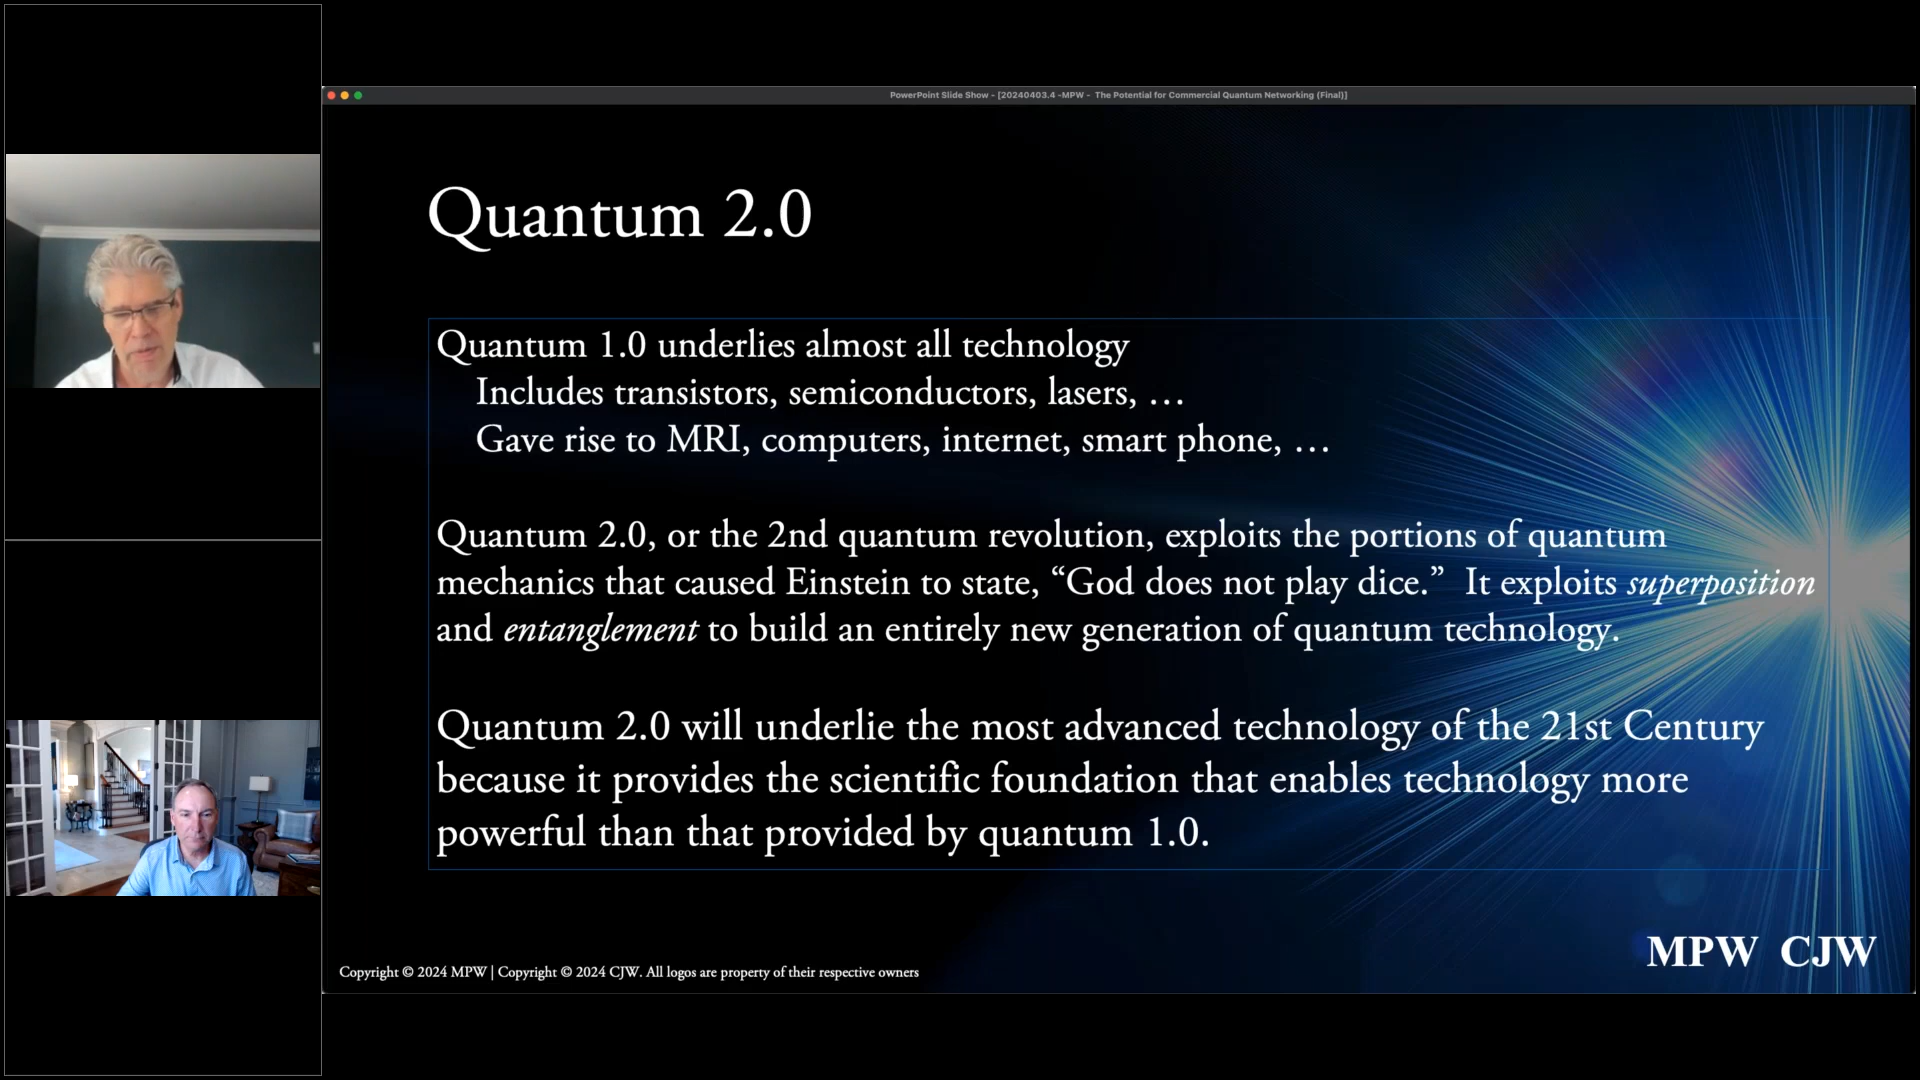 PowerPoint Slide Show - [20240403.4 -MPW -  The Potential for Commercial Quantum Networking (Final)]
Quantum 2.0
Quantum 1.0 underlies almost all technology
Includes transistors, semiconductors, lasers, …
Gave rise to MRI, computers, internet, smart phone, …
Quantum 2.0, or the 2nd quantum revolution, exploits the portions of quantum
mechanics that caused Einstein to state, “God does not play dice.”  It exploits superposition
and entanglement to build an entirely new generation of quantum technology.
Quantum 2.0 will underlie the most advanced technology of the 21st Century
because it provides the scientific foundation that enables technology more
powerful than that provided by quantum 1.0.
MPW CJW
Copyright © 2024 MPW | Copyright © 2024 CJW. All logos are property of their respective owners